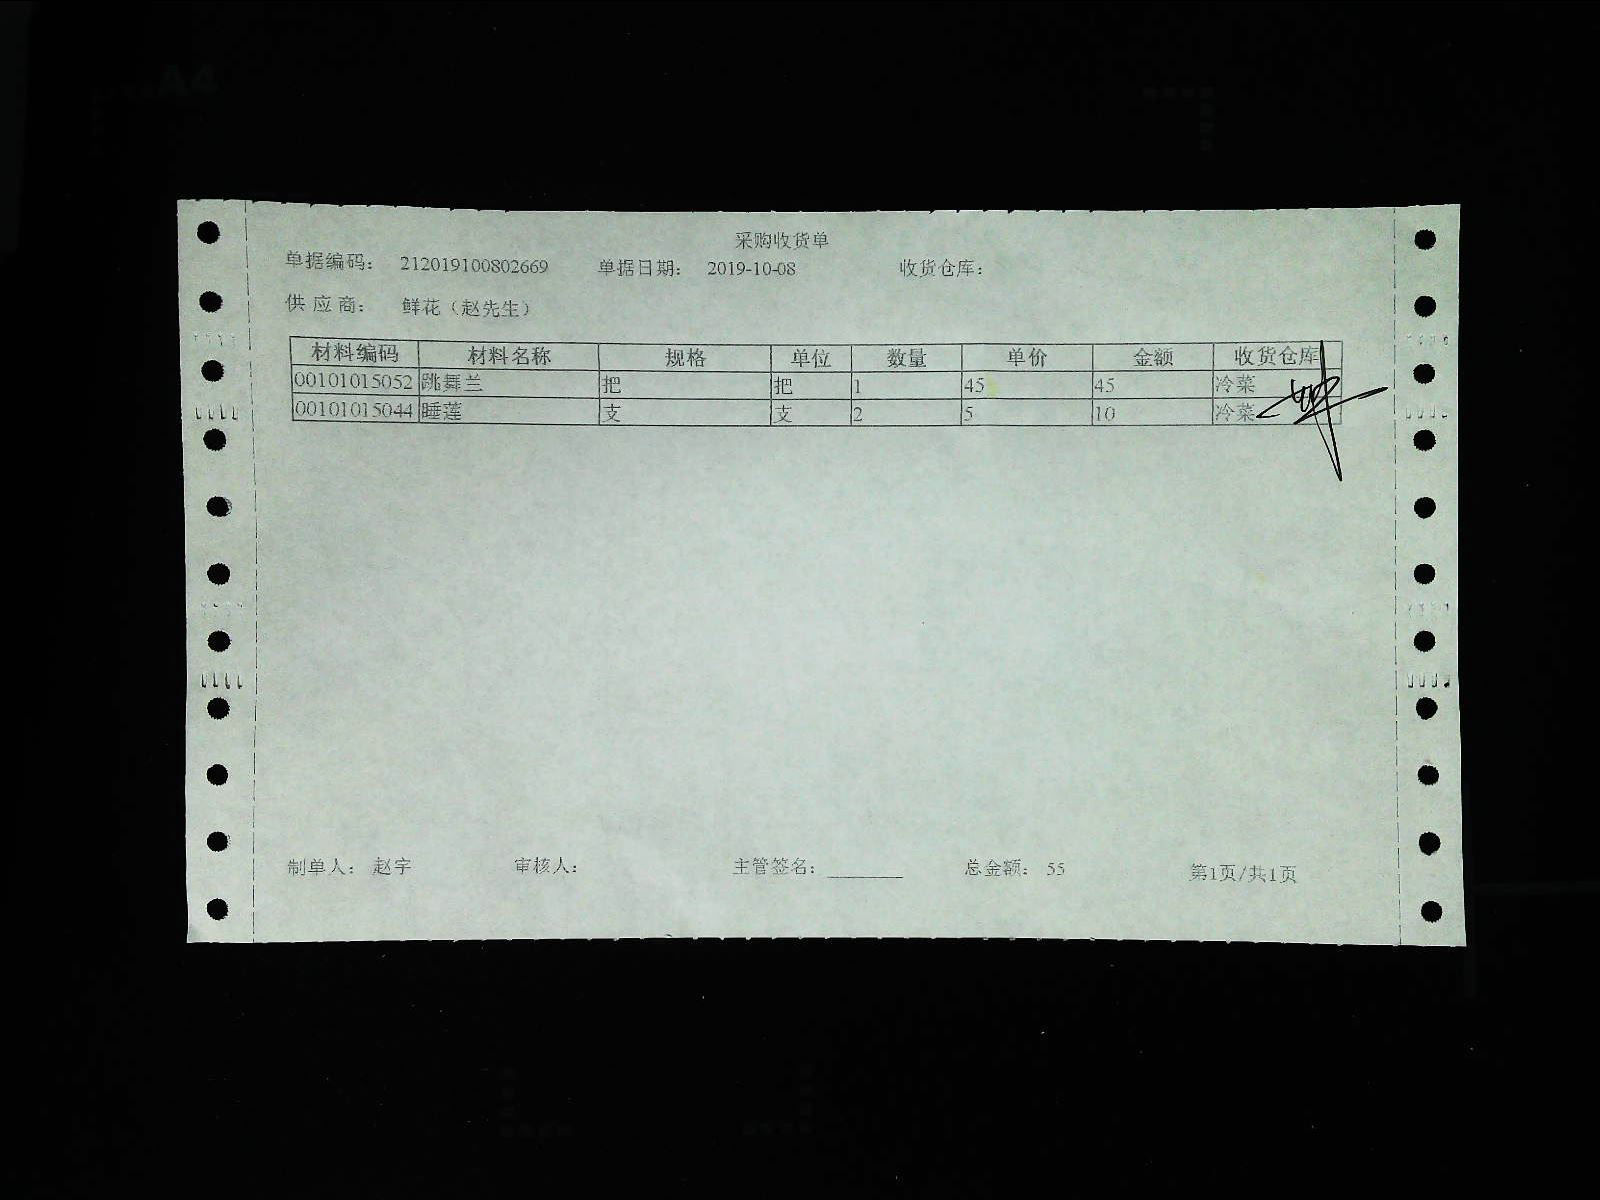 采购收货单
单据编码： 212019100802669 单据日期： 2019-10-08 收货仓库：
供应商： 鲜花（赵先生）
材料编码 材料名称 规格 单位 数量 单价 金额 收货仓库
00101015052 跳舞兰 把 把 1 45 45 冷菜
00101015044 睡莲 支 支 2 5 10 冷菜
制单人： 赵宇 审核人： 主管签名：________ 总金额： 55 第1页/共1页